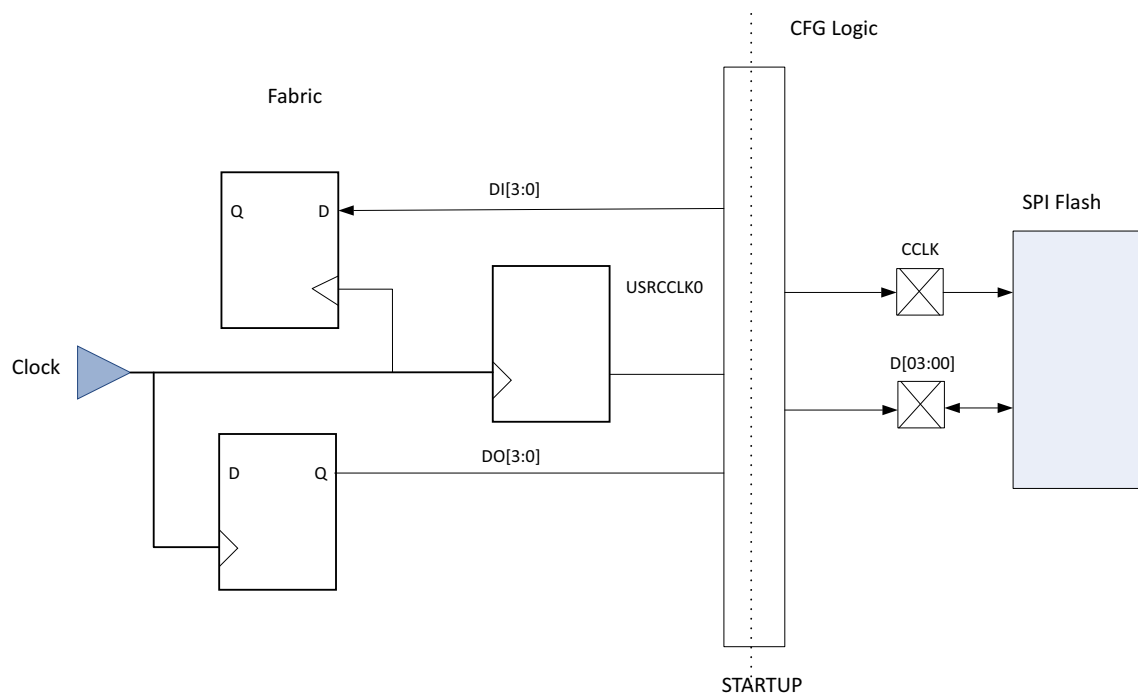 CFG Logic
Fabric
DI[3:0]
Q D
SPI Flash
CCLK
USRCCLK0
Clock
D[03:00]
DO[3:0]
D Q
STARTUP